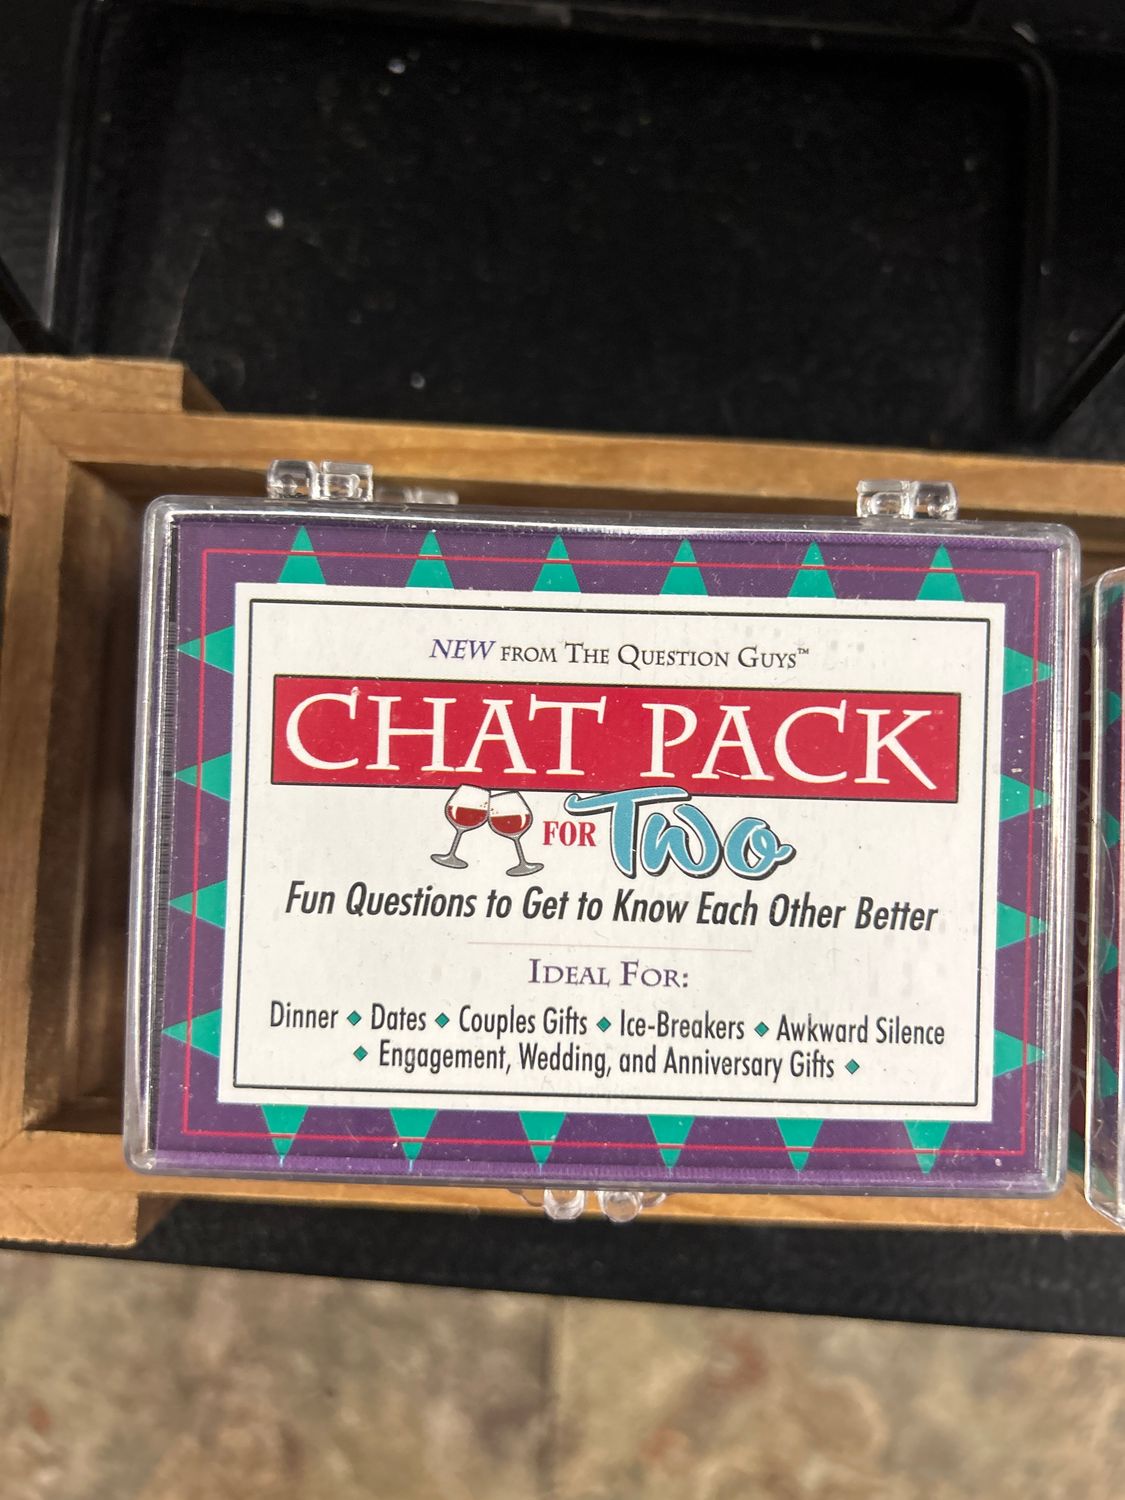 NEW FROM THE QUESTION GUYS™
CHAT PACK
FOR Two
Fun Questions to Get to Know Each Other Better
IDEAL FOR:
Dinner ◆ Dates ◆ Couples Gifts ◆ Ice-Breakers ◆ Awkward Silence
◆ Engagement, Wedding, and Anniversary Gifts ◆